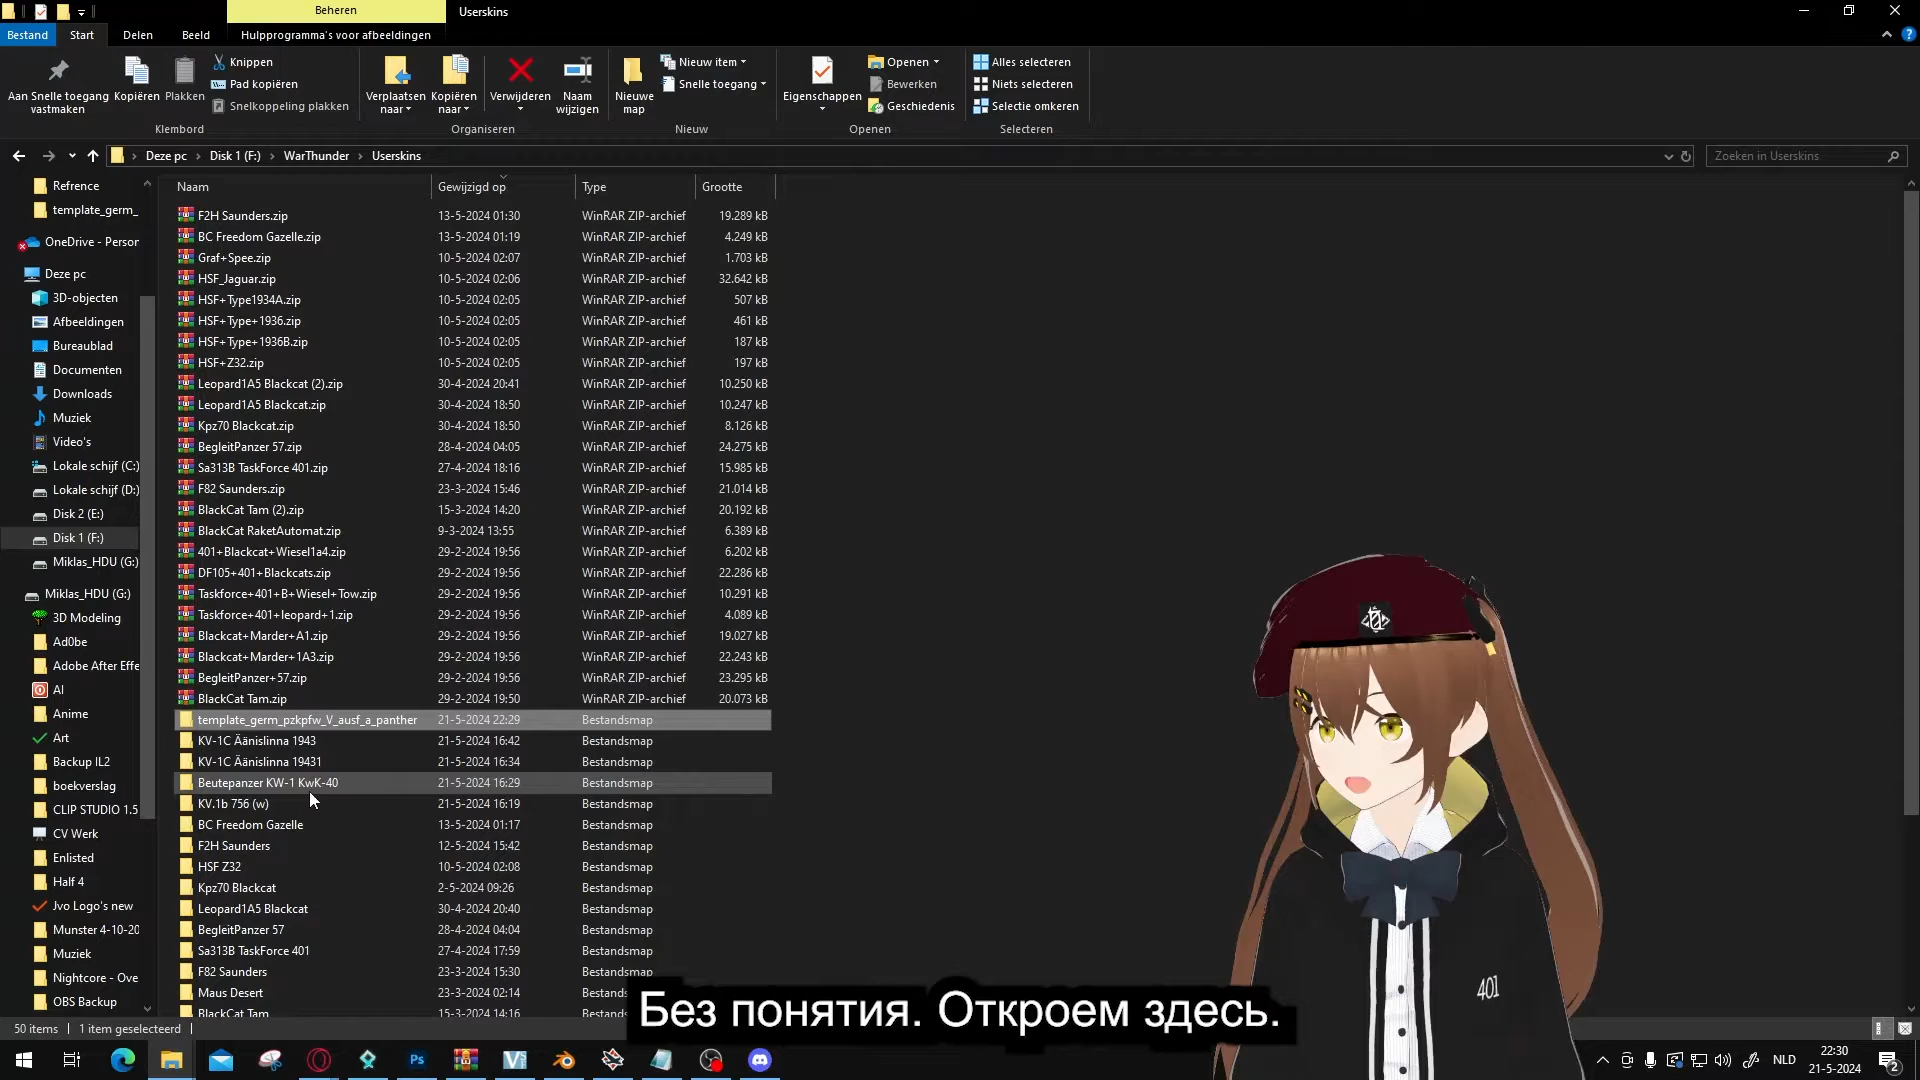 Beheren
Userskins
Bestand
Start
Delen
Beeld
Hulpprogramma's voor afbeeldingen
Aan Snelle toegang vastmaken
Kopiëren
Plakken
Knippen
Pad kopiëren
Snelkoppeling plakken
Klembord
Verplaatsen naar
Kopiëren naar
Verwijderen
Naam wijzigen
Organiseren
Nieuwe map
Nieuw item
Snelle toegang
Nieuw
Eigenschappen
Openen
Bewerken
Geschiedenis
Openen
Alles selecteren
Niets selecteren
Selectie omkeren
Selecteren
Deze pc › Disk 1 (F:) › WarThunder › Userskins
Zoeken in Userskins
Refrence
template_germ_
OneDrive - Person
Deze pc
3D-objecten
Afbeeldingen
Bureaublad
Documenten
Downloads
Muziek
Video's
Lokale schijf (C:)
Lokale schijf (D:)
Disk 2 (E:)
Disk 1 (F:)
Miklas_HDU (G:)
Miklas_HDU (G:)
3D Modeling
Ad0be
Adobe After Effe
AI
Anime
Art
Backup IL2
boekverslag
CLIP STUDIO 1.5
CV Werk
Enlisted
Half 4
Jvo Logo's new
Munster 4-10-20
Muziek
Nightcore - Ove
OBS Backup
Naam Gewijzigd op Type Grootte
F2H Saunders.zip 13-5-2024 01:30 WinRAR ZIP-archief 19.289 kB
BC Freedom Gazelle.zip 13-5-2024 01:19 WinRAR ZIP-archief 4.249 kB
Graf+Spee.zip 10-5-2024 02:07 WinRAR ZIP-archief 1.703 kB
HSF_Jaguar.zip 10-5-2024 02:06 WinRAR ZIP-archief 32.642 kB
HSF+Type1934A.zip 10-5-2024 02:05 WinRAR ZIP-archief 507 kB
HSF+Type+1936.zip 10-5-2024 02:05 WinRAR ZIP-archief 461 kB
HSF+Type+1936B.zip 10-5-2024 02:05 WinRAR ZIP-archief 187 kB
HSF+Z32.zip 10-5-2024 02:05 WinRAR ZIP-archief 197 kB
Leopard1A5 Blackcat (2).zip 30-4-2024 20:41 WinRAR ZIP-archief 10.250 kB
Leopard1A5 Blackcat.zip 30-4-2024 18:50 WinRAR ZIP-archief 10.247 kB
Kpz70 Blackcat.zip 30-4-2024 18:50 WinRAR ZIP-archief 8.126 kB
BegleitPanzer 57.zip 28-4-2024 04:05 WinRAR ZIP-archief 24.275 kB
Sa313B TaskForce 401.zip 27-4-2024 18:16 WinRAR ZIP-archief 15.985 kB
F82 Saunders.zip 23-3-2024 15:46 WinRAR ZIP-archief 21.014 kB
BlackCat Tam (2).zip 15-3-2024 14:20 WinRAR ZIP-archief 20.192 kB
BlackCat RaketAutomat.zip 9-3-2024 13:55 WinRAR ZIP-archief 6.389 kB
401+Blackcat+Wiesel1a4.zip 29-2-2024 19:56 WinRAR ZIP-archief 6.202 kB
DF105+401+Blackcats.zip 29-2-2024 19:56 WinRAR ZIP-archief 22.286 kB
Taskforce+401+B+Wiesel+Tow.zip 29-2-2024 19:56 WinRAR ZIP-archief 10.291 kB
Taskforce+401+leopard+1.zip 29-2-2024 19:56 WinRAR ZIP-archief 4.089 kB
Blackcat+Marder+A1.zip 29-2-2024 19:56 WinRAR ZIP-archief 19.027 kB
Blackcat+Marder+1A3.zip 29-2-2024 19:56 WinRAR ZIP-archief 22.243 kB
BegleitPanzer+57.zip 29-2-2024 19:56 WinRAR ZIP-archief 23.295 kB
BlackCat Tam.zip 29-2-2024 19:50 WinRAR ZIP-archief 20.073 kB
template_germ_pzkpfw_V_ausf_a_panther 21-5-2024 22:29 Bestandsmap
KV-1C Äänislinna 1943 21-5-2024 16:42 Bestandsmap
KV-1C Äänislinna 19431 21-5-2024 16:34 Bestandsmap
Beutepanzer KW-1 KwK-40 21-5-2024 16:29 Bestandsmap
KV.1b 756 (w) 21-5-2024 16:19 Bestandsmap
BC Freedom Gazelle 13-5-2024 01:17 Bestandsmap
F2H Saunders 12-5-2024 15:42 Bestandsmap
HSF Z32 10-5-2024 02:08 Bestandsmap
Kpz70 Blackcat 2-5-2024 09:26 Bestandsmap
Leopard1A5 Blackcat 30-4-2024 20:40 Bestandsmap
BegleitPanzer 57 28-4-2024 04:04 Bestandsmap
Sa313B TaskForce 401 27-4-2024 17:59 Bestandsmap
F82 Saunders 23-3-2024 15:30 Bestandsmap
Maus Desert 23-3-2024 02:14 Bestandsmap
BlackCat Tam 15-3-2024 14:16 Bestandsmap
401
Без понятия. Откроем здесь.
50 items 1 item geselecteerd
Ps
NLD
22:30
21-5-2024
2